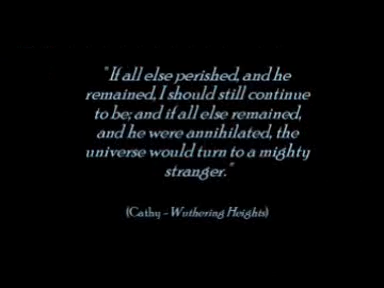 "If all else perished, and he
remained, I should still continue
to be; and if all else remained,
and he were annihilated, the
universe would turn to a mighty
stranger."
(Cathy - Wuthering Heights)